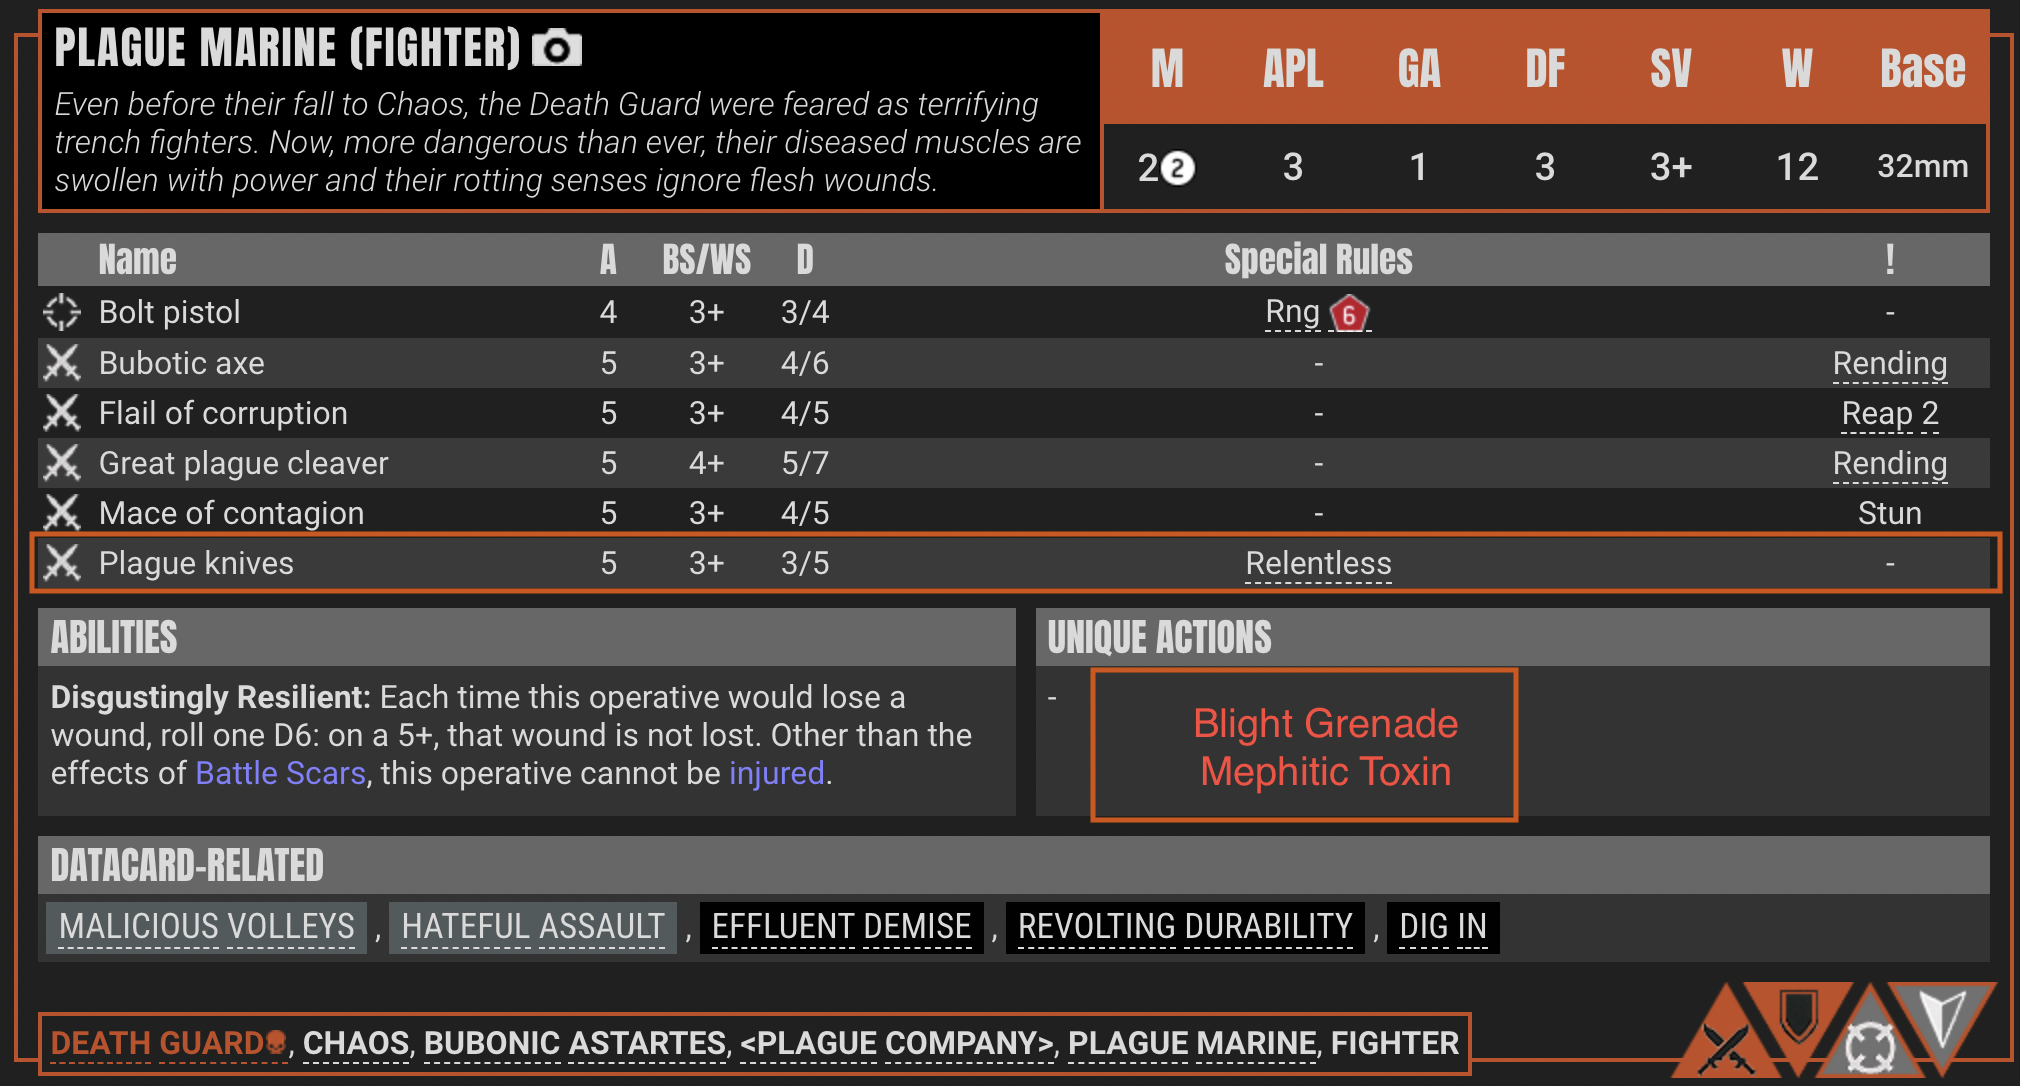 PLAGUE MARINE (FIGHTER)
Even before their fall to Chaos, the Death Guard were feared as terrifying
trench fighters. Now, more dangerous than ever, their diseased muscles are
swollen with power and their rotting senses ignore flesh wounds.
M APL GA DF SV W Base
2② 3 1 3 3+ 12 32mm
Name A BS/WS D Special Rules !
Bolt pistol 4 3+ 3/4 Rng 6 -
Bubotic axe 5 3+ 4/6 - Rending
Flail of corruption 5 3+ 4/5 - Reap 2
Great plague cleaver 5 4+ 5/7 - Rending
Mace of contagion 5 3+ 4/5 - Stun
Plague knives 5 3+ 3/5 Relentless -
ABILITIES
Disgustingly Resilient: Each time this operative would lose a
wound, roll one D6: on a 5+, that wound is not lost. Other than the
effects of Battle Scars, this operative cannot be injured.
UNIQUE ACTIONS
-
Blight Grenade
Mephitic Toxin
DATACARD-RELATED
MALICIOUS VOLLEYS , HATEFUL ASSAULT , EFFLUENT DEMISE , REVOLTING DURABILITY , DIG IN
DEATH GUARD, CHAOS, BUBONIC ASTARTES, <PLAGUE COMPANY>, PLAGUE MARINE, FIGHTER